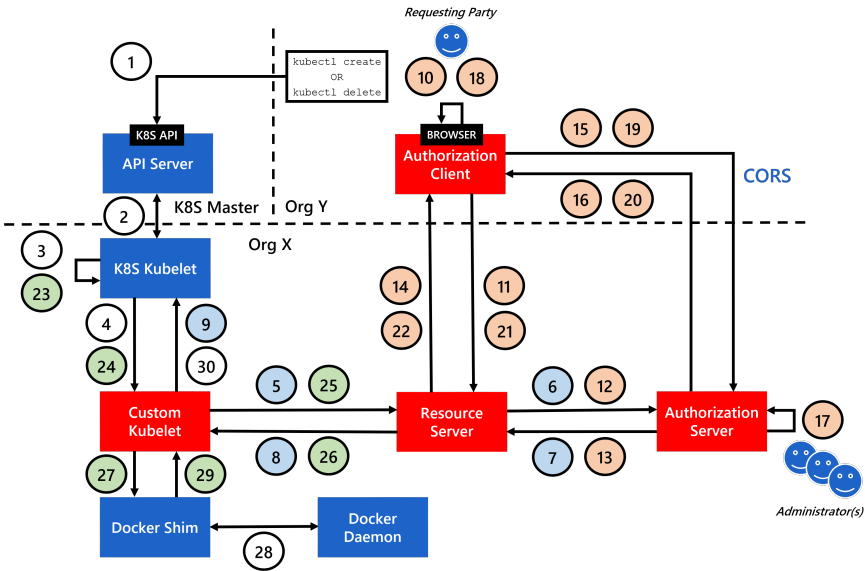 Requesting Party
1
kubectl create
OR
kubectl delete
10
18
K8S API
API Server
BROWSER
Authorization
Client
15
19
16
20
CORS
2
K8S Master
Org Y
Org X
3
23
K8S Kubelet
4
24
9
30
14
22
11
21
5
25
6
12
Custom
Kubelet
Resource
Server
Authorization
Server
17
8
26
7
13
27
29
Administrator(s)
Docker Shim
Docker
Daemon
28